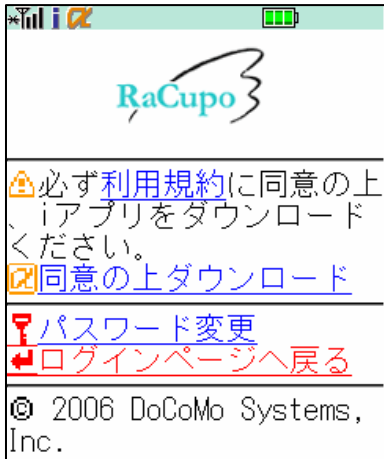 RaCupo
必ず利用規約に同意の上
、iアプリをダウンロード
ください。
同意の上ダウンロード
パスワード変更
ログインページへ戻る
© 2006 DoCoMo Systems,
Inc.